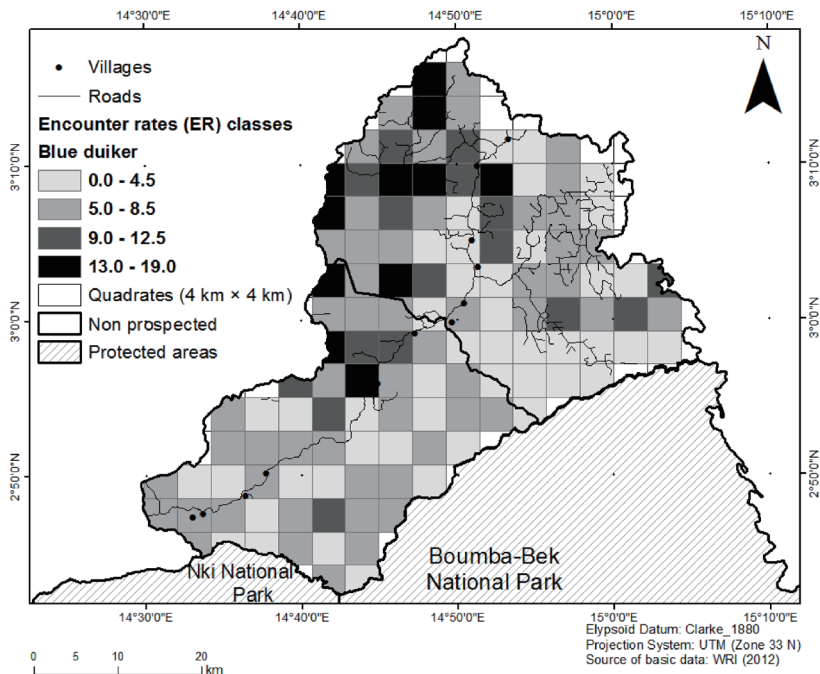 14°30'0"E 14°40'0"E 14°50'0"E 15°0'0"E 15°10'0"E
N
Villages
Roads
Encounter rates (ER) classes
Blue duiker
0.0 - 4.5
5.0 - 8.5
9.0 - 12.5
13.0 - 19.0
Quadrates (4 km × 4 km)
Non prospected
Protected areas
3°10'0"N 3°10'0"N
3°0'0"N 3°0'0"N
2°50'0"N 2°50'0"N
Nki National
Park
Boumba-Bek
National Park
14°30'0"E 14°40'0"E 14°50'0"E 15°0'0"E 15°10'0"E
Elypsoid Datum: Clarke_1880
Projection System: UTM (Zone 33 N)
Source of basic data: WRI (2012)
0 5 10 20
km